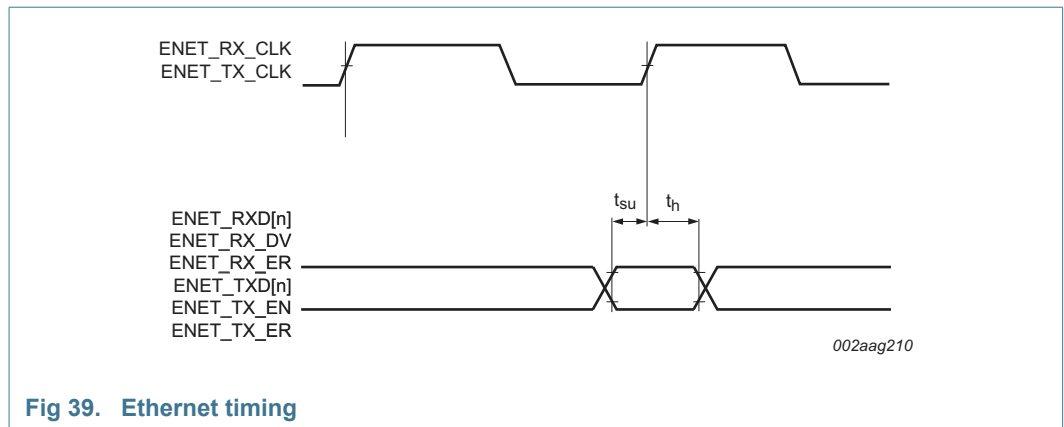 ENET_RX_CLK
ENET_TX_CLK
tsu th
ENET_RXD[n]
ENET_RX_DV
ENET_RX_ER
ENET_TXD[n]
ENET_TX_EN
ENET_TX_ER
002aag210
Fig 39. Ethernet timing